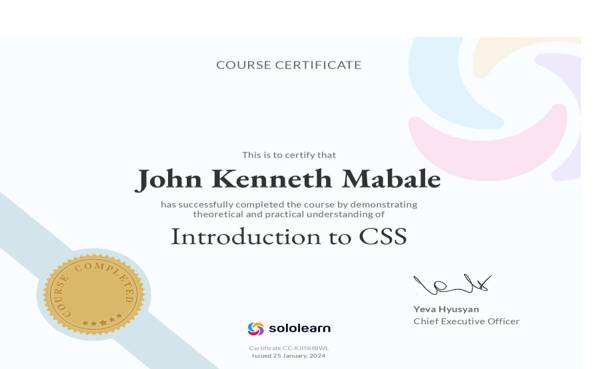 COURSE CERTIFICATE
This is to certify that
John Kenneth Mabale
has successfully completed the course by demonstrating
theoretical and practical understanding of
Introduction to CSS
COURSE COMPLETED
Yeva Hyusyan
Chief Executive Officer
sololearn
Certificate
Issued 25 January, 2024